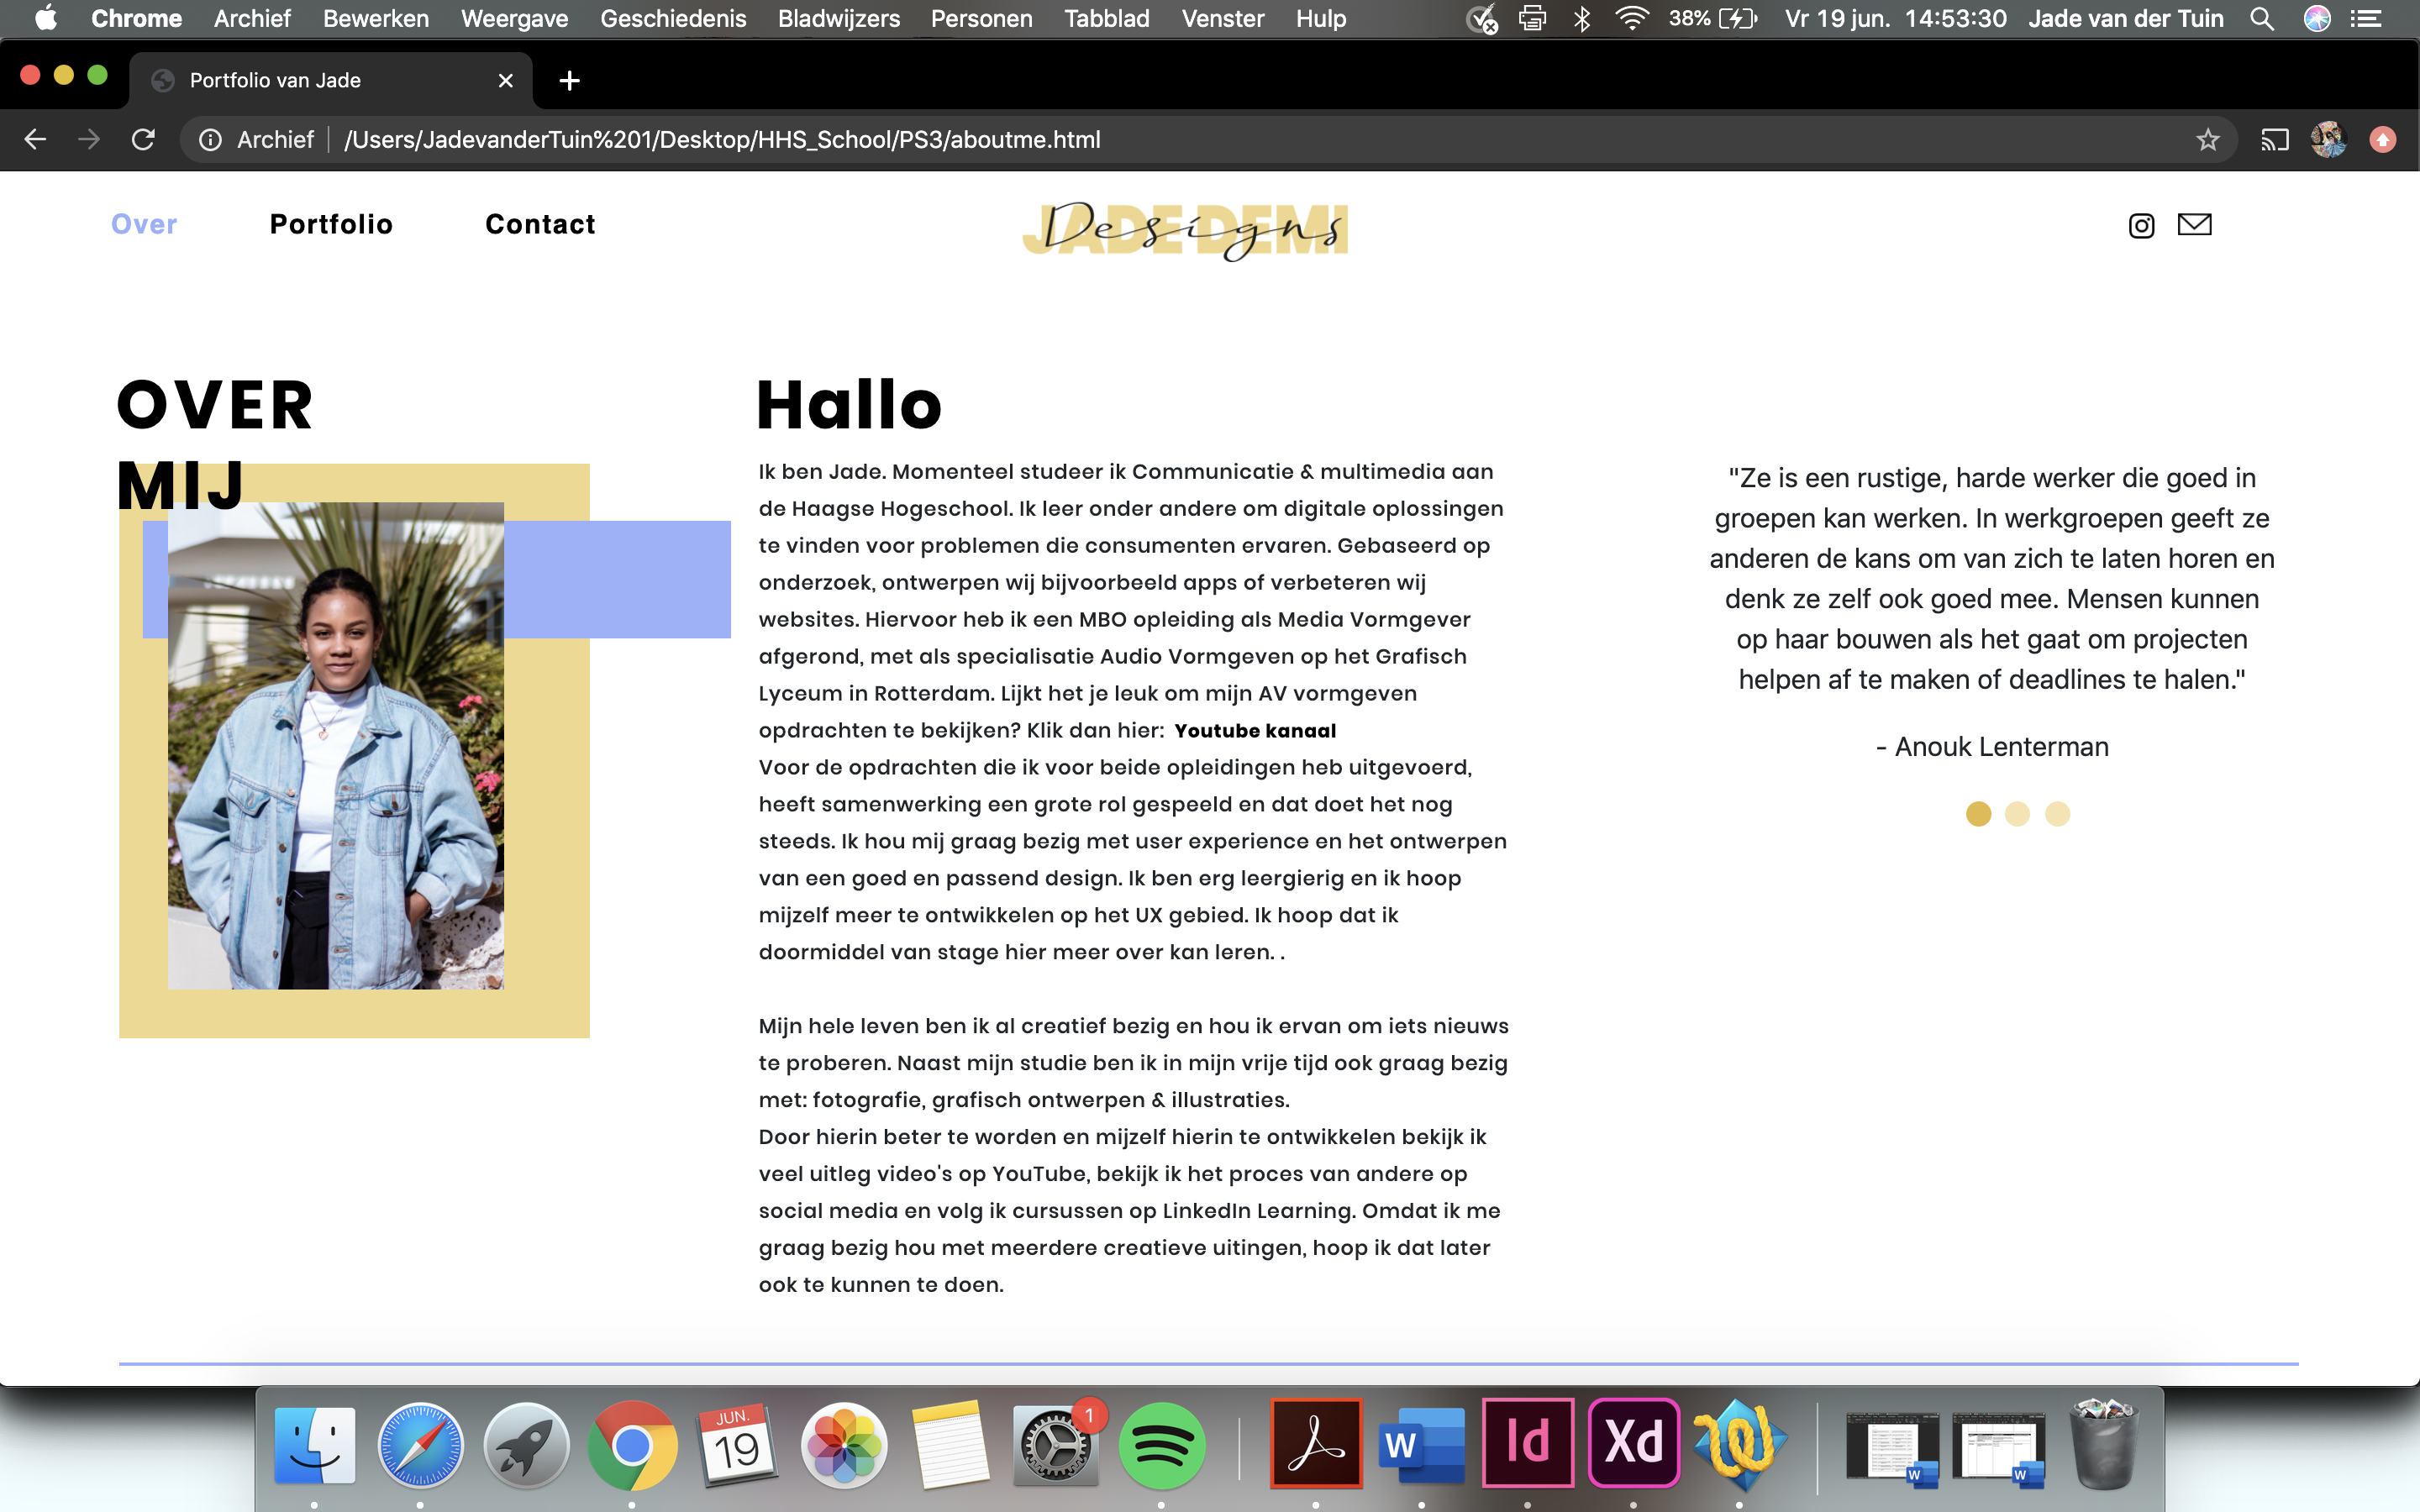 Chrome Archief Bewerken Weergave Geschiedenis Bladwijzers Personen Tabblad Venster Hulp 38% Vr 19 jun. 14:53:30 Jade van der Tuin
Portfolio van Jade
Archief /Users/JadevanderTuin%201/Desktop/HHS_School/PS3/aboutme.html
Over Portfolio Contact
JADE DEMI
Designs
OVER
MIJ
Hallo
Ik ben Jade. Momenteel studeer ik Communicatie & multimedia aan
de Haagse Hogeschool. Ik leer onder andere om digitale oplossingen
te vinden voor problemen die consumenten ervaren. Gebaseerd op
onderzoek, ontwerpen wij bijvoorbeeld apps of verbeteren wij
websites. Hiervoor heb ik een MBO opleiding als Media Vormgever
afgerond, met als specialisatie Audio Vormgeven op het Grafisch
Lyceum in Rotterdam. Lijkt het je leuk om mijn AV vormgeven
opdrachten te bekijken? Klik dan hier: Youtube kanaal
Voor de opdrachten die ik voor beide opleidingen heb uitgevoerd,
heeft samenwerking een grote rol gespeeld en dat doet het nog
steeds. Ik hou mij graag bezig met user experience en het ontwerpen
van een goed en passend design. Ik ben erg leergierig en ik hoop
mijzelf meer te ontwikkelen op het UX gebied. Ik hoop dat ik
doormiddel van stage hier meer over kan leren. .
Mijn hele leven ben ik al creatief bezig en hou ik ervan om iets nieuws
te proberen. Naast mijn studie ben ik in mijn vrije tijd ook graag bezig
met: fotografie, grafisch ontwerpen & illustraties.
Door hierin beter te worden en mijzelf hierin te ontwikkelen bekijk ik
veel uitleg video's op YouTube, bekijk ik het proces van andere op
social media en volg ik cursussen op LinkedIn Learning. Omdat ik me
graag bezig hou met meerdere creatieve uitingen, hoop ik dat later
ook te kunnen te doen.
"Ze is een rustige, harde werker die goed in
groepen kan werken. In werkgroepen geeft ze
anderen de kans om van zich te laten horen en
denk ze zelf ook goed mee. Mensen kunnen
op haar bouwen als het gaat om projecten
helpen af te maken of deadlines te halen."
- Anouk Lenterman
JUN.
19
1
W
Id
Xd
W
W